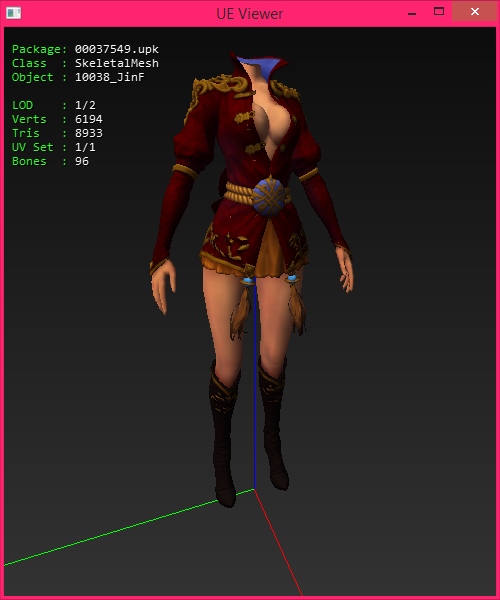 UE Viewer
Package: 00037549.upk
Class : SkeletalMesh
Object : 10038_JinF
LOD : 1/2
Verts : 6194
Tris : 8933
UV Set : 1/1
Bones : 96